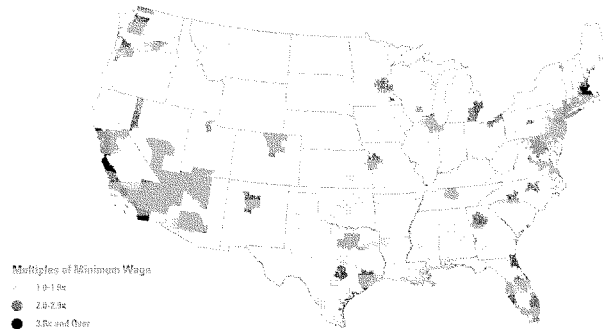 Multiples of Minimum Wage
1.0-1.9x
2.0-2.9x
3.0x and Over